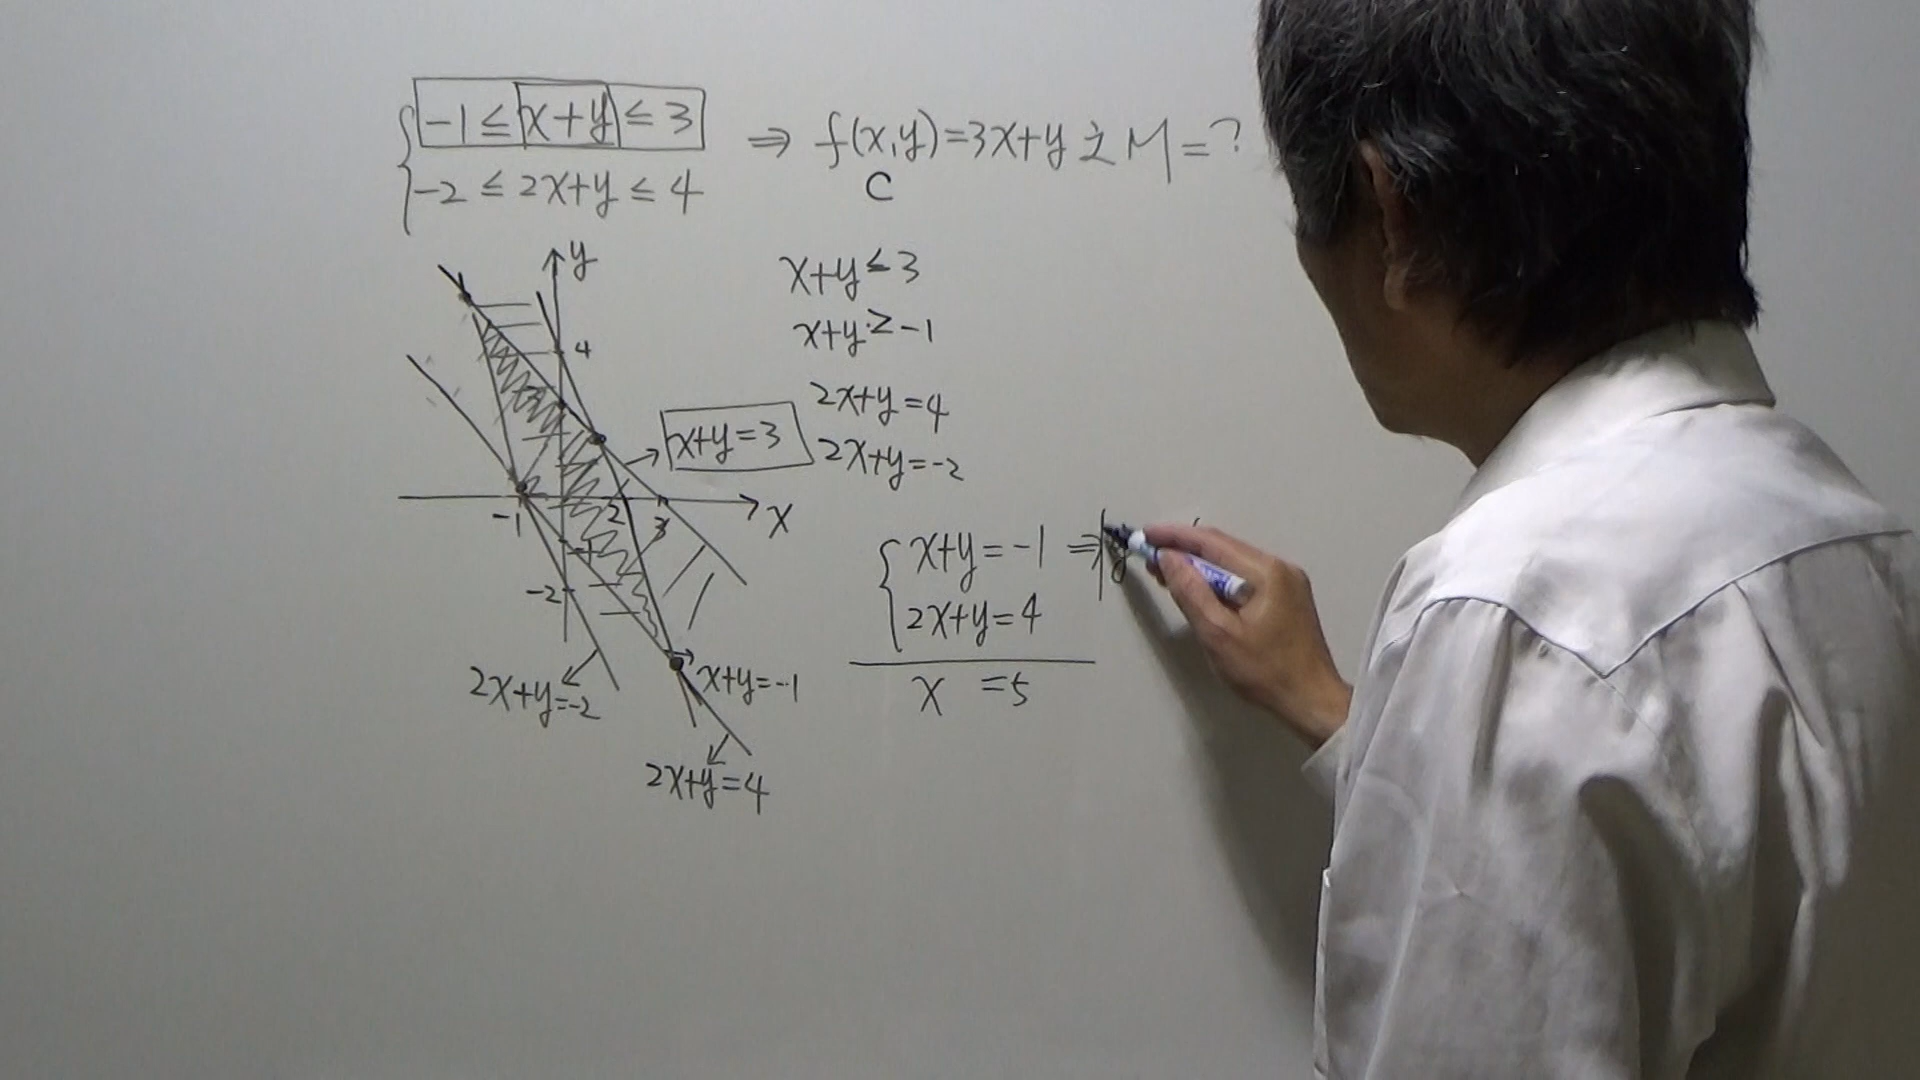 -1 ≤ x+y ≤ 3
-2 ≤ 2x+y ≤ 4
⇒ f(x,y)=3x+y 之 M=?
C
y
4
-1
2
3
x
-1
-2
x+y=3
2x+y=-2
x+y=-1
2x+y=4
x+y≤3
x+y≥-1
2x+y=4
2x+y=-2
x+y=-1 ⇒
2x+y=4
x =5